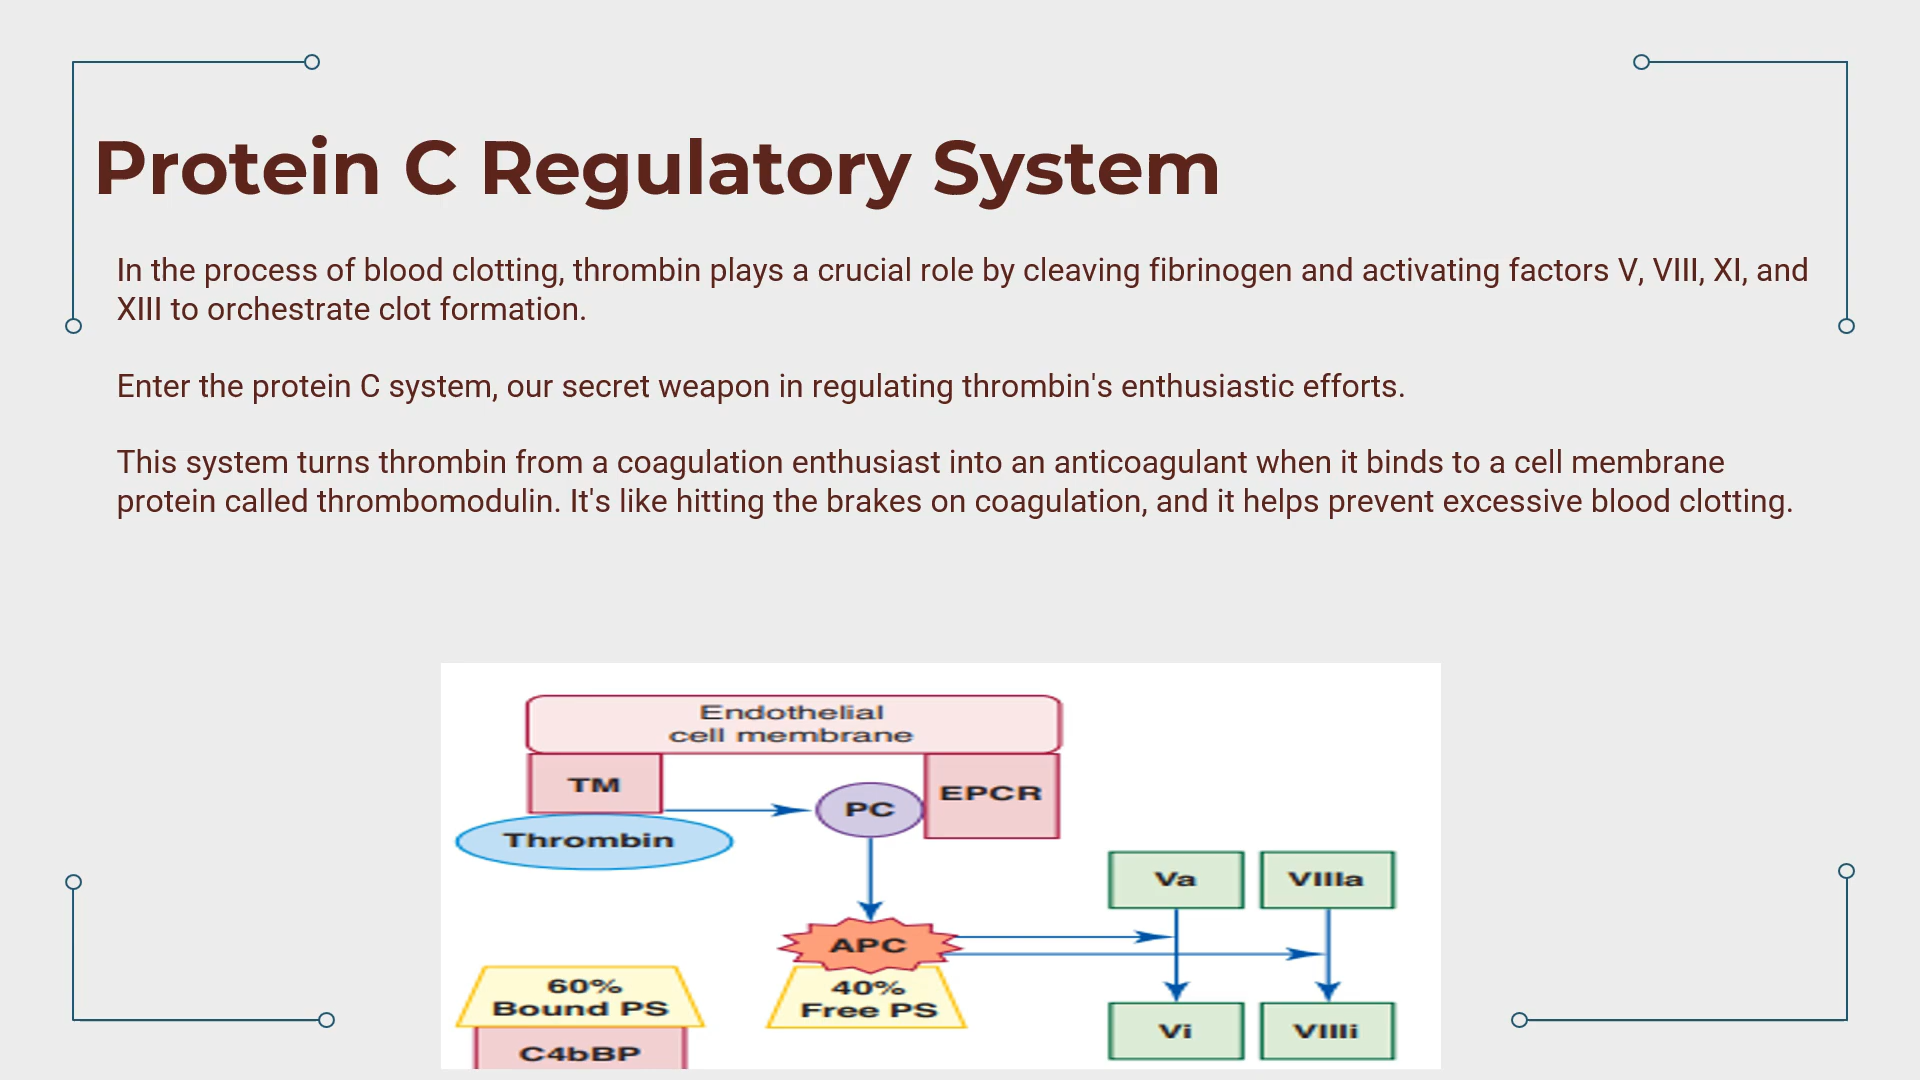 Protein C Regulatory System
In the process of blood clotting, thrombin plays a crucial role by cleaving fibrinogen and activating factors V, VIII, XI, and
XIII to orchestrate clot formation.
Enter the protein C system, our secret weapon in regulating thrombin's enthusiastic efforts.
This system turns thrombin from a coagulation enthusiast into an anticoagulant when it binds to a cell membrane
protein called thrombomodulin. It's like hitting the brakes on coagulation, and it helps prevent excessive blood clotting.
Endothelial
cell membrane
TM
EPCR
PC
Thrombin
Va
VIIIa
APC
60%
Bound PS
40%
Free PS
C4bBP
Vi
VIIIi